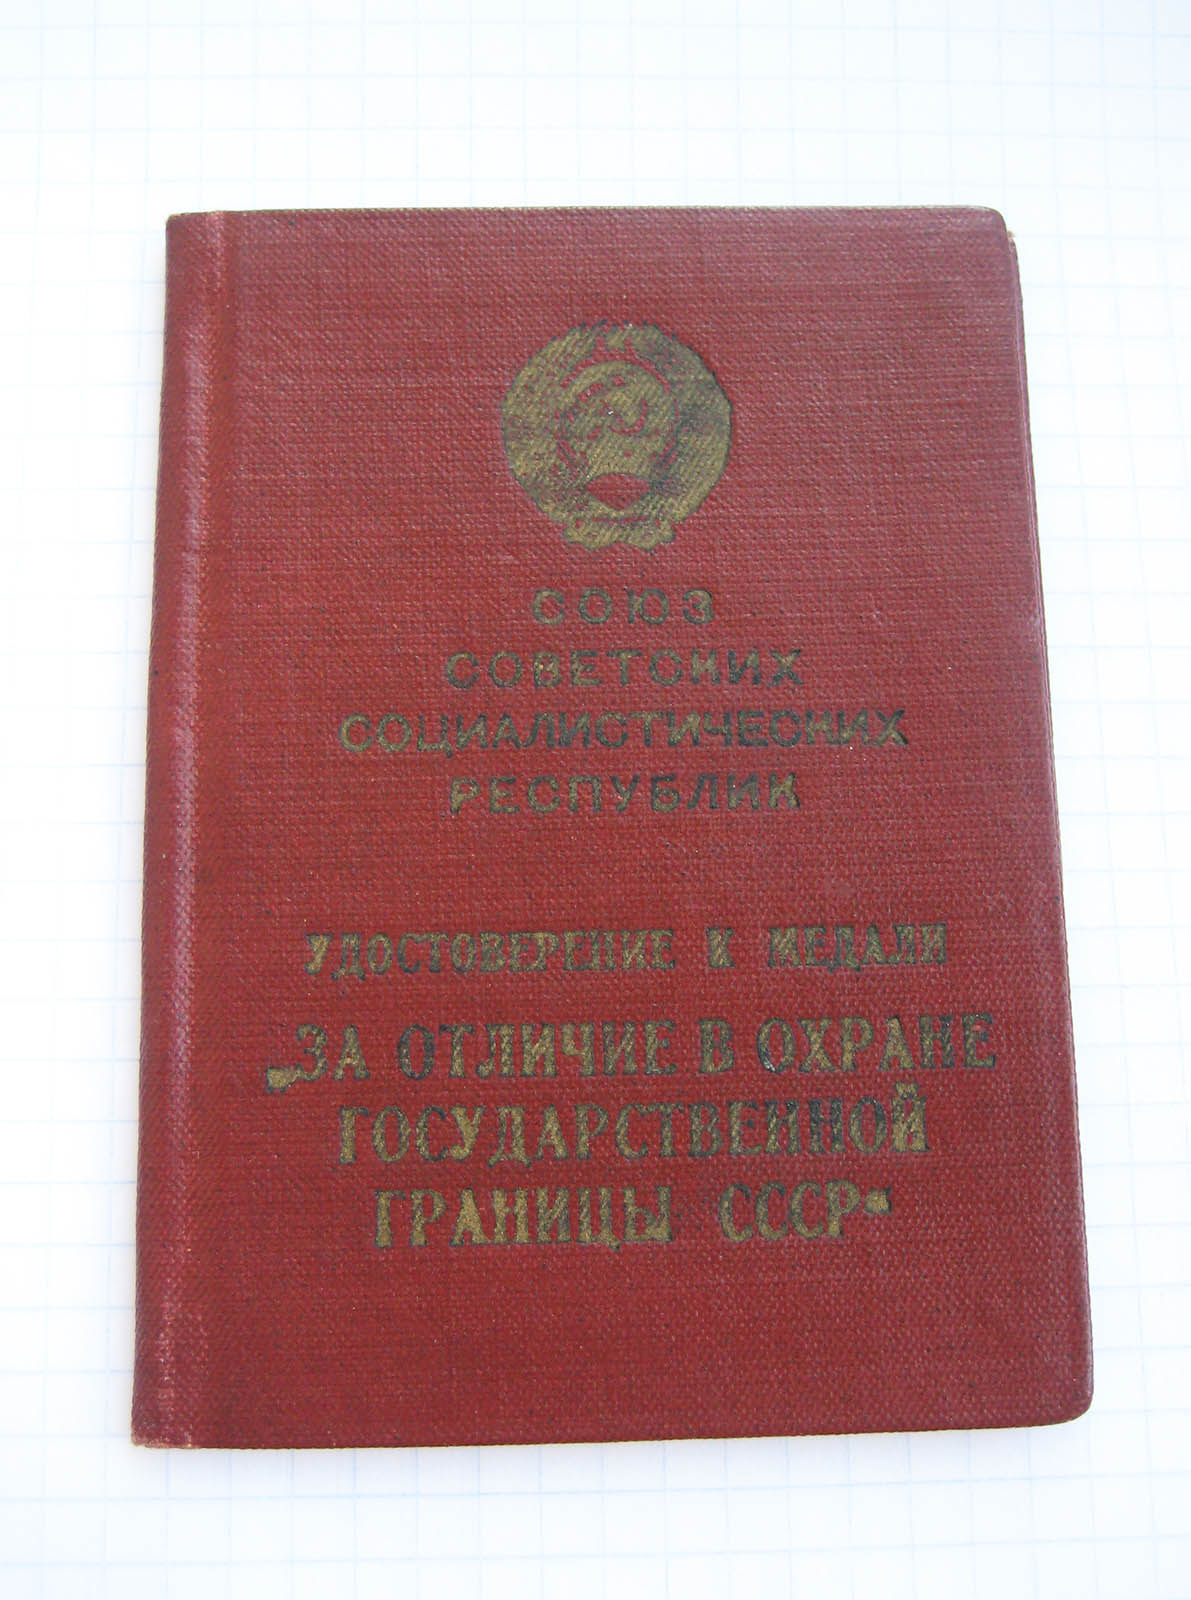 СОЮЗ
СОВЕТСКИХ
СОЦИАЛИСТИЧЕСКИХ
РЕСПУБЛИК
УДОСТОВЕРЕНИЕ К МЕДАЛИ
„ЗА ОТЛИЧИЕ В ОХРАНЕ
ГОСУДАРСТВЕННОЙ
ГРАНИЦЫ СССР“